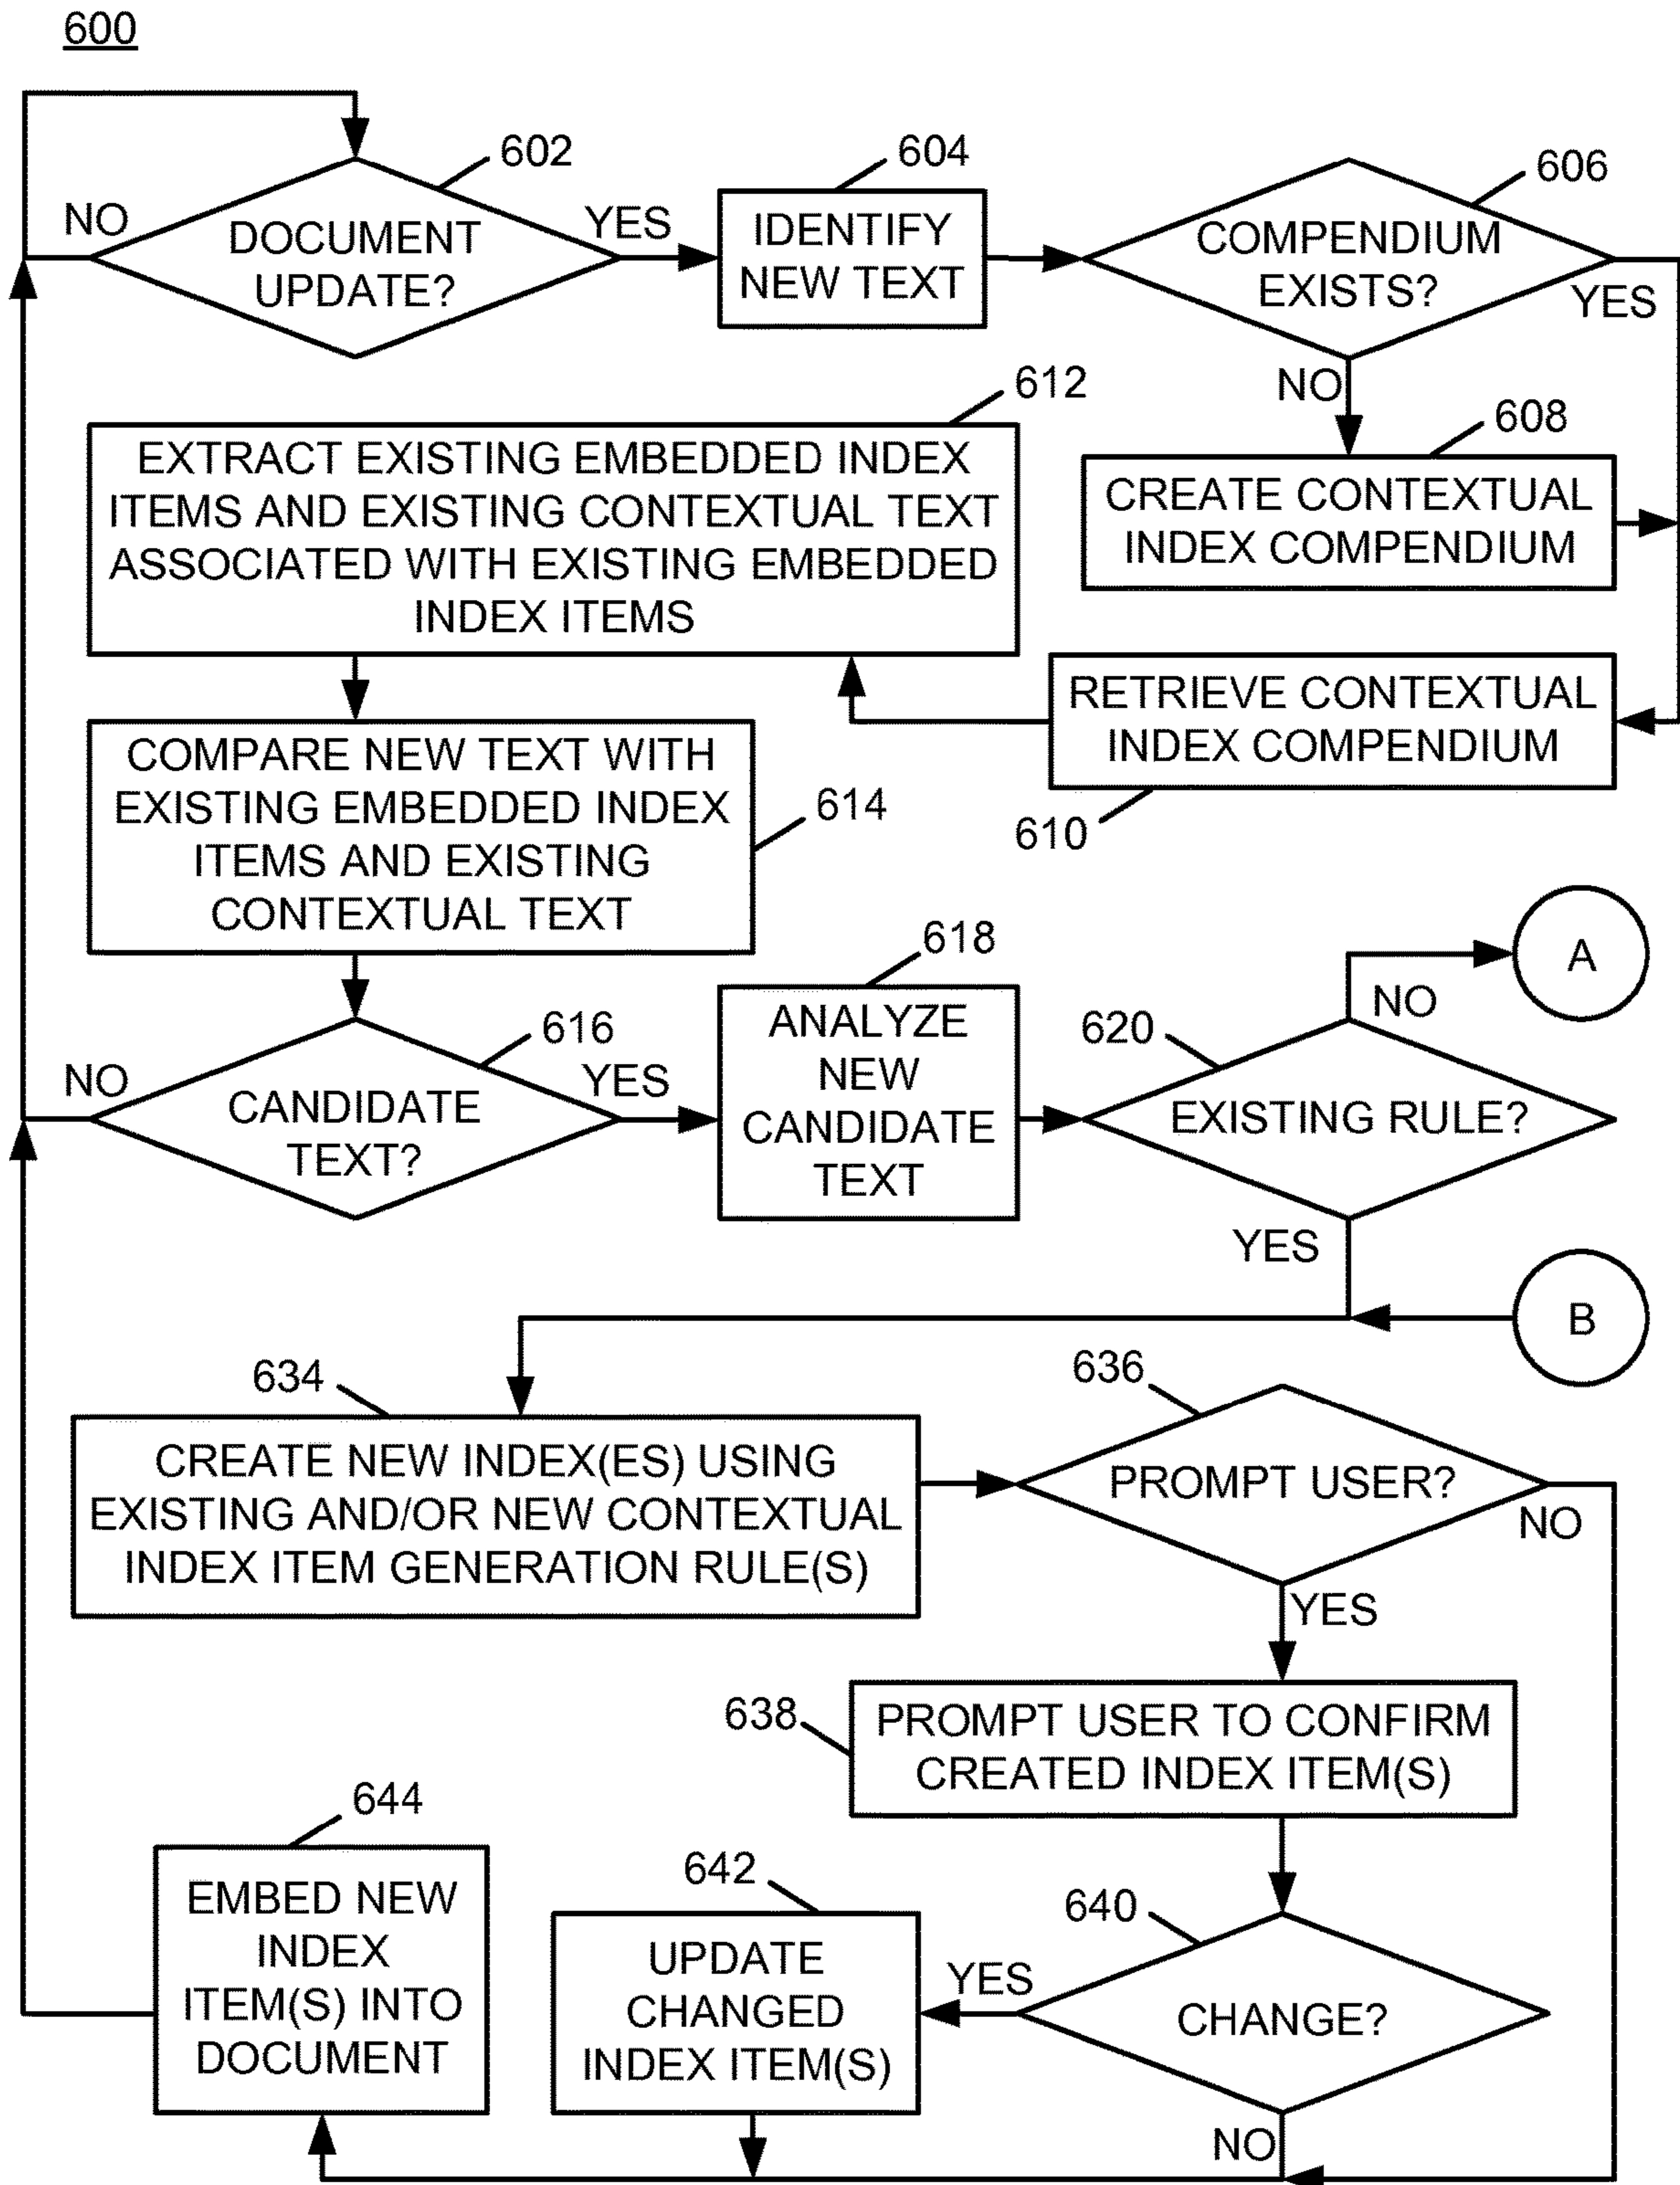 600
602
NO
DOCUMENT
UPDATE?
YES
604
IDENTIFY
NEW TEXT
606
COMPENDIUM
EXISTS?
YES
NO
608
CREATE CONTEXTUAL
INDEX COMPENDIUM
612
EXTRACT EXISTING EMBEDDED INDEX
ITEMS AND EXISTING CONTEXTUAL TEXT
ASSOCIATED WITH EXISTING EMBEDDED
INDEX ITEMS
RETRIEVE CONTEXTUAL
INDEX COMPENDIUM
610
COMPARE NEW TEXT WITH
EXISTING EMBEDDED INDEX
ITEMS AND EXISTING
CONTEXTUAL TEXT
614
616
NO
CANDIDATE
TEXT?
YES
618
ANALYZE
NEW
CANDIDATE
TEXT
620
EXISTING RULE?
NO
A
YES
B
634
CREATE NEW INDEX(ES) USING
EXISTING AND/OR NEW CONTEXTUAL
INDEX ITEM GENERATION RULE(S)
636
PROMPT USER?
NO
YES
638
PROMPT USER TO CONFIRM
CREATED INDEX ITEM(S)
640
CHANGE?
YES
NO
642
UPDATE
CHANGED
INDEX ITEM(S)
644
EMBED NEW
INDEX
ITEM(S) INTO
DOCUMENT